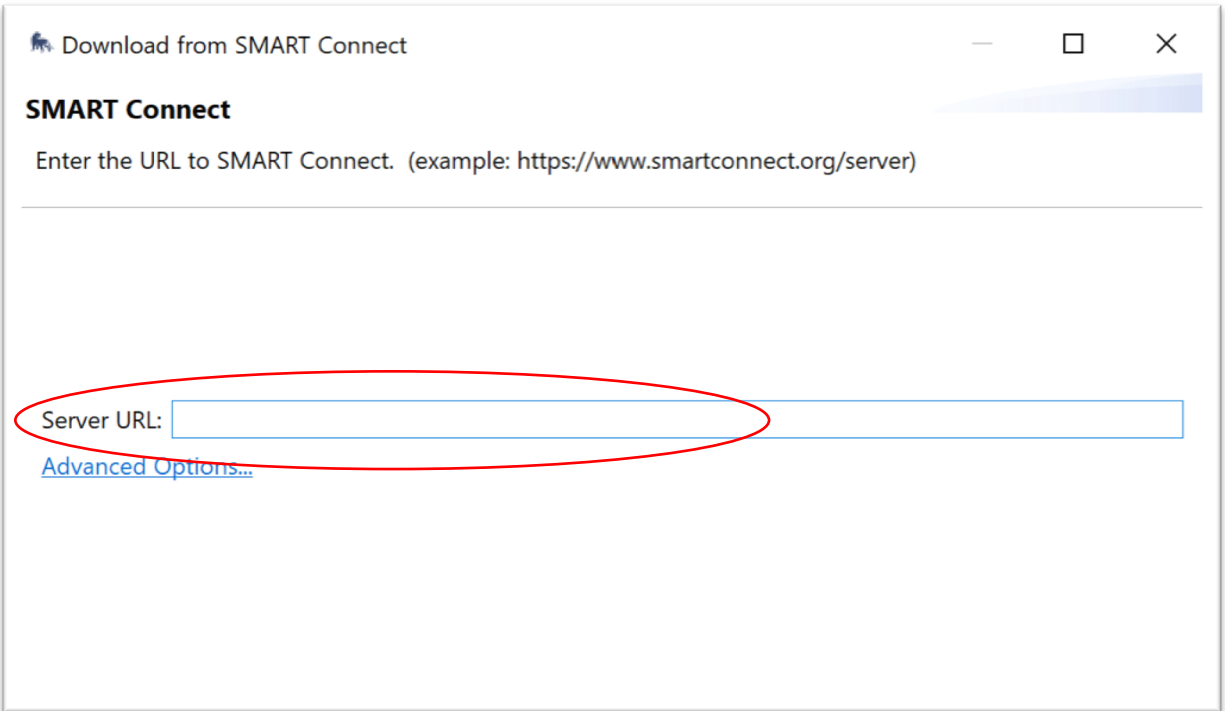 Download from SMART Connect
SMART Connect
Enter the URL to SMART Connect.  (example: https://www.smartconnect.org/server)
Server URL:
Advanced Options...